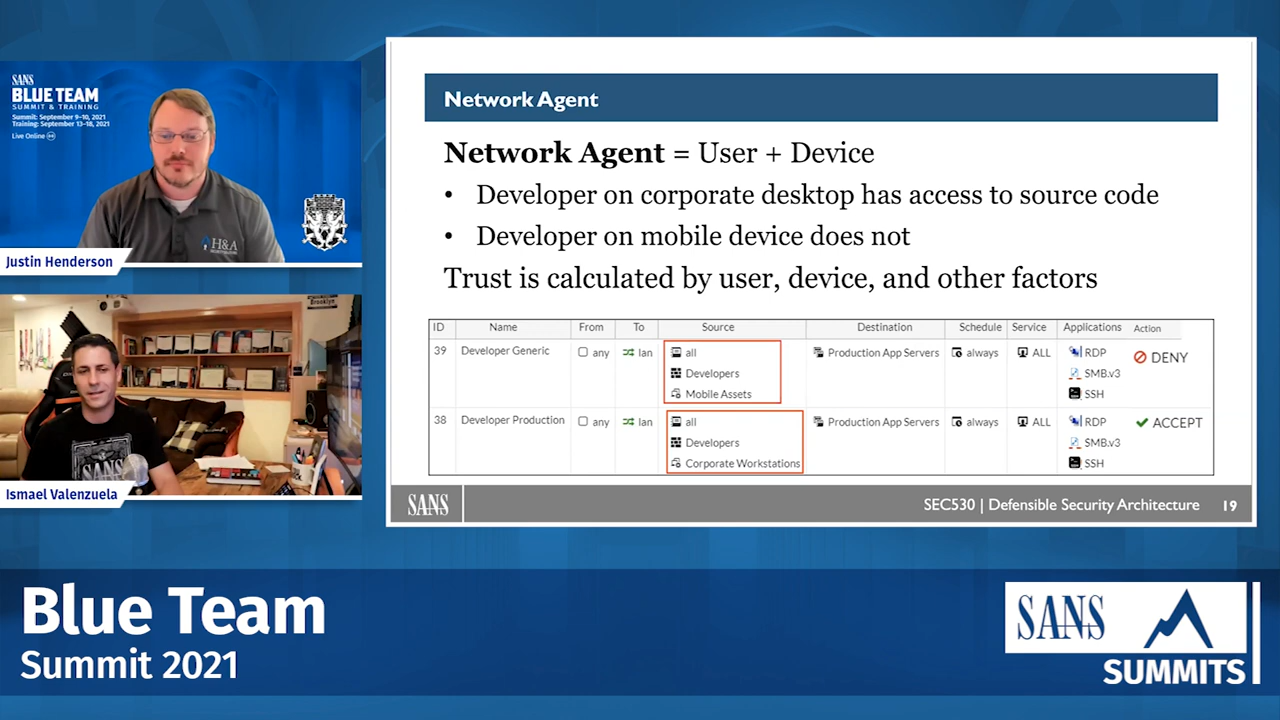 SANS
BLUE TEAM
SUMMIT & TRAINING
Summit: September 9-10, 2021
Training: September 13-18, 2021
Live Online
H&A
Justin Henderson
Brooklyn
SANS
Ismael Valenzuela
Network Agent
Network Agent = User + Device
• Developer on corporate desktop has access to source code
• Developer on mobile device does not
Trust is calculated by user, device, and other factors
ID Name From To Source Destination Schedule Service Applications Action
39 Developer Generic any lan all Production App Servers always ALL RDP DENY
Developers SMB.v3
Mobile Assets SSH
38 Developer Production any lan all Production App Servers always ALL RDP ACCEPT
Developers SMB.v3
Corporate Workstations SSH
SANS SEC530 | Defensible Security Architecture 19
Blue Team
Summit 2021
SANS
SUMMITS